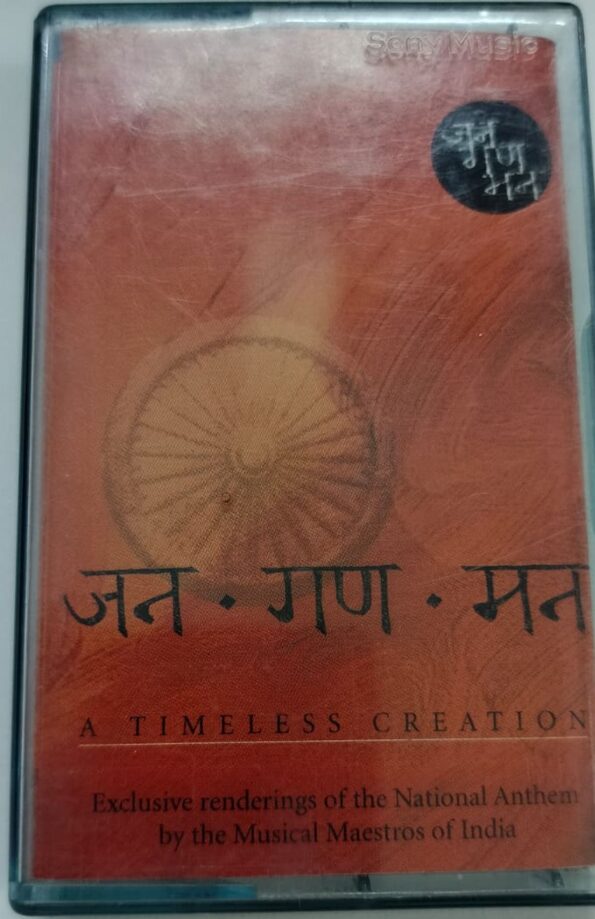 Sony Music
जन
गण
मन
जन • गण • मन
A TIMELESS CREATION
Exclusive renderings of the National Anthem
by the Musical Maestros of India